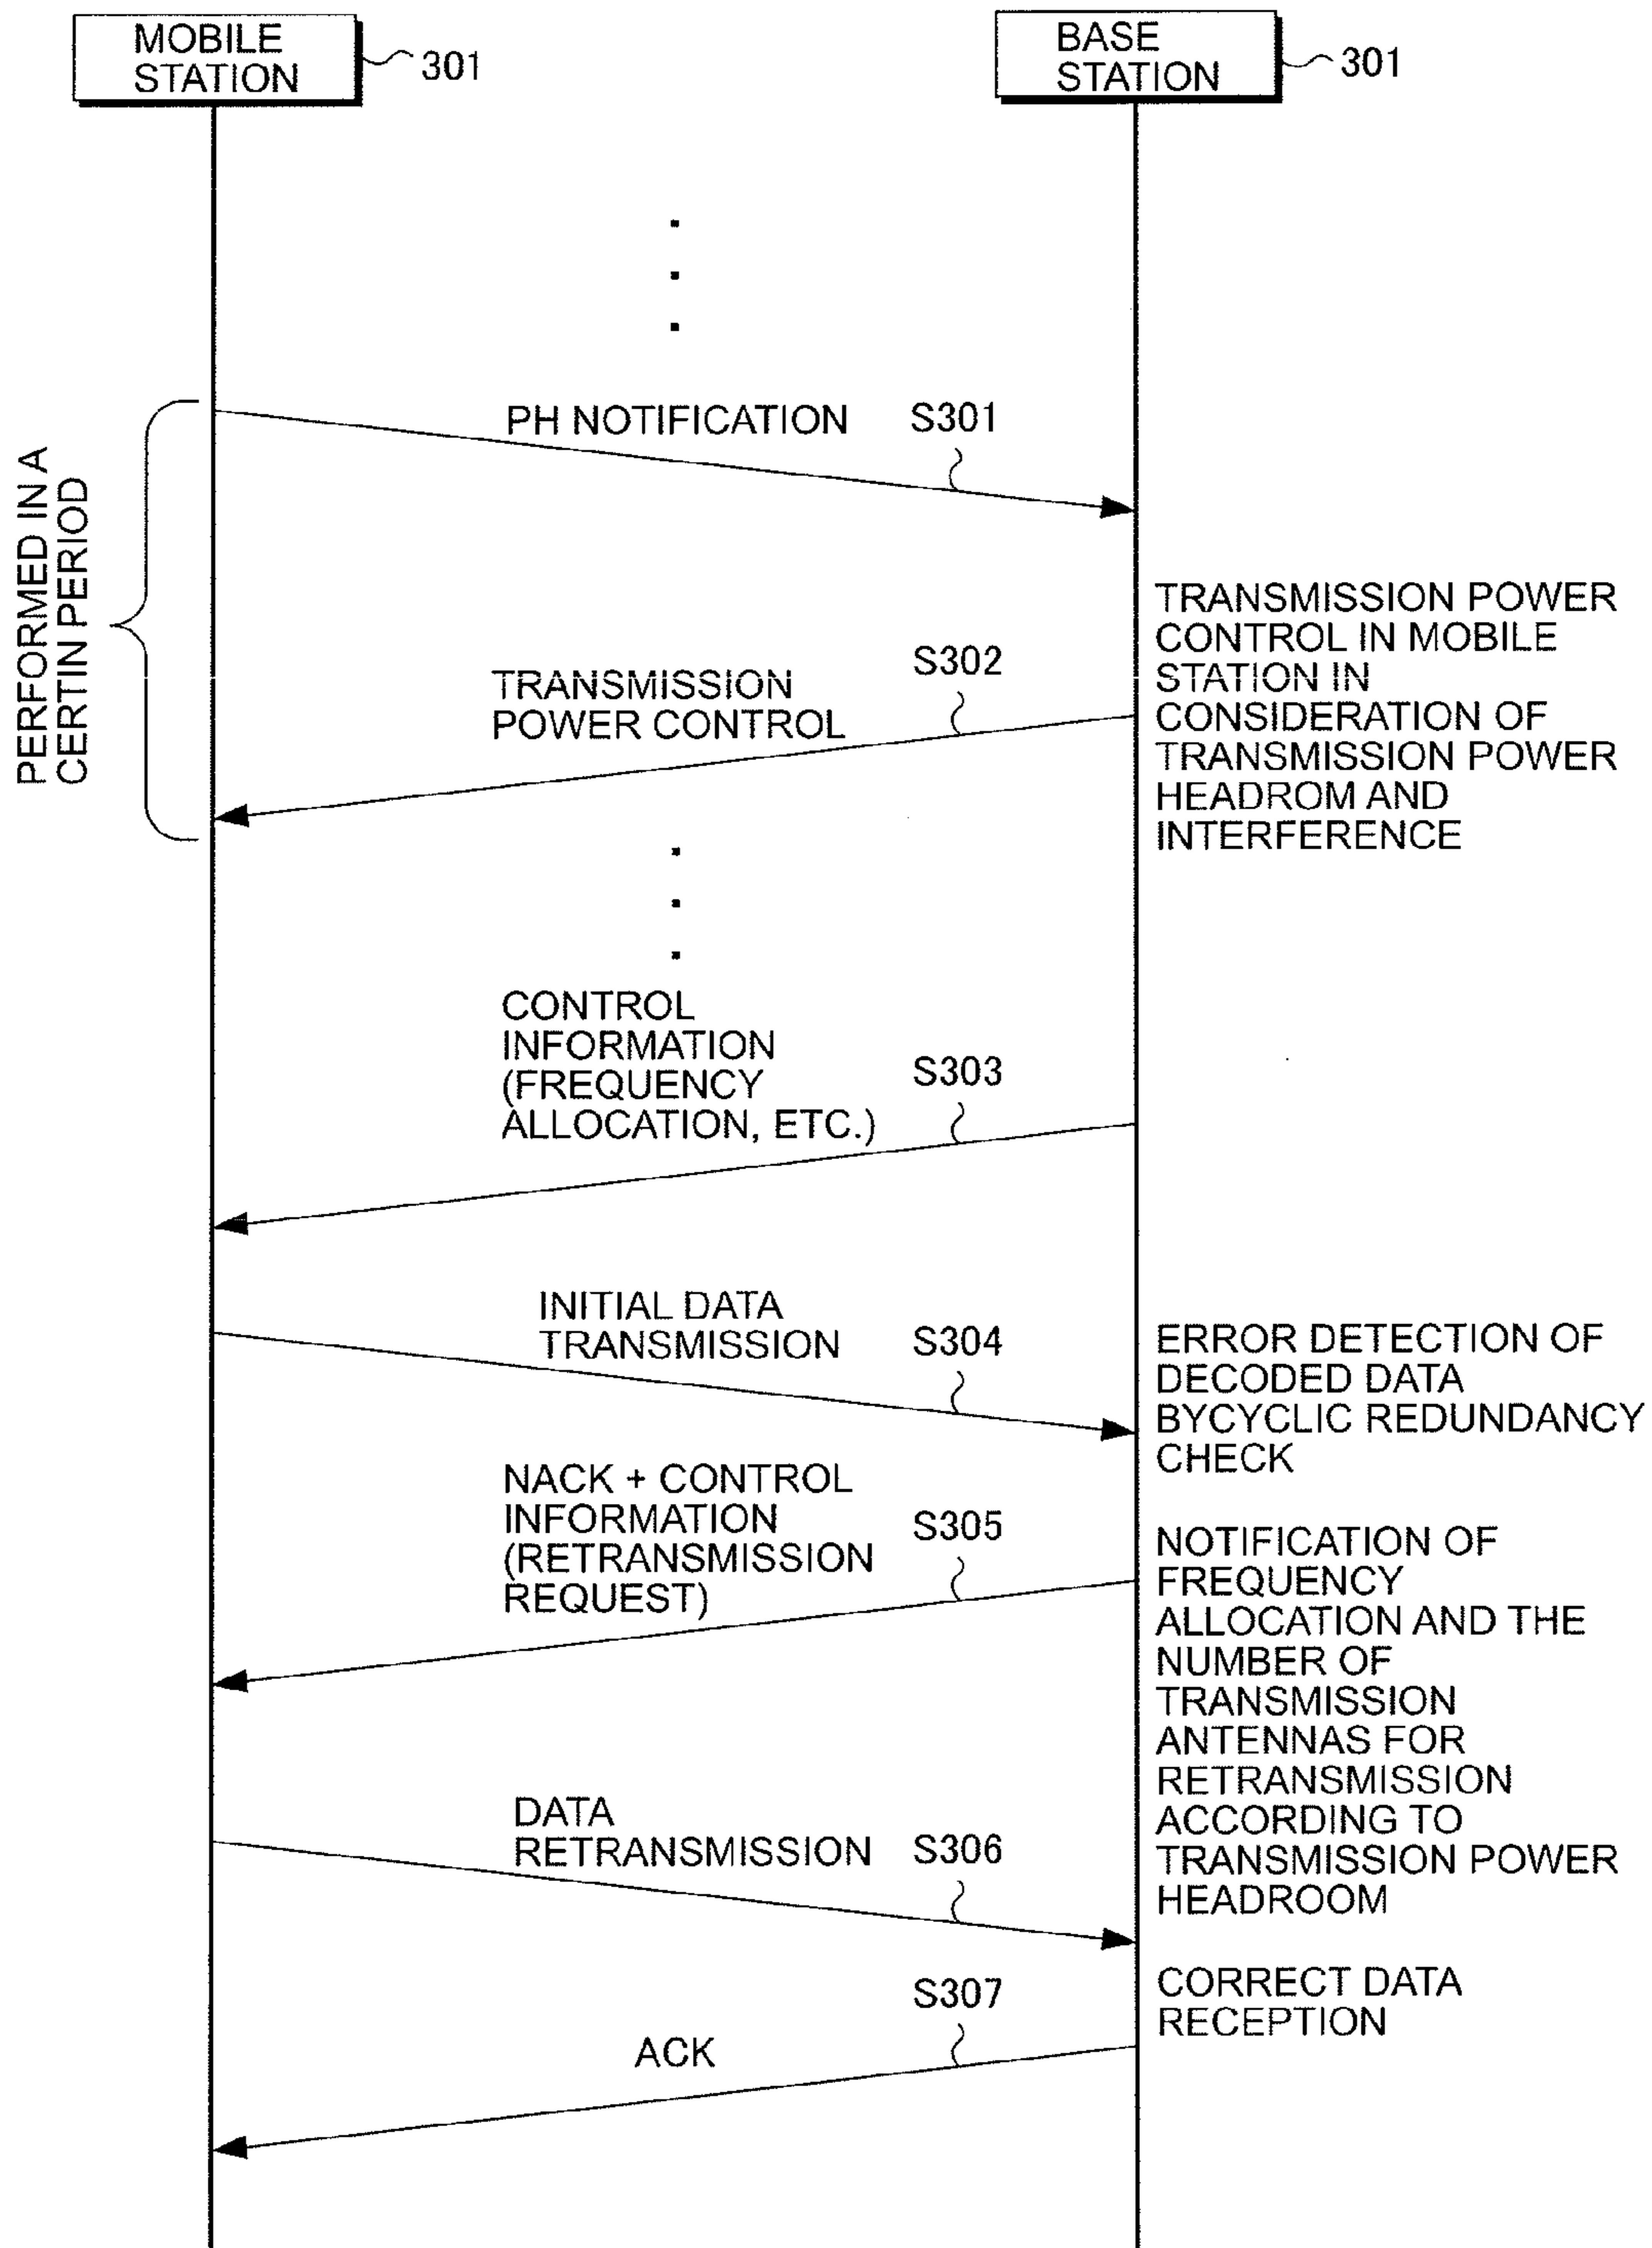 MOBILE
STATION
301
BASE
STATION
301
PERFORMED IN A
CERTIN PERIOD
PH NOTIFICATION
S301
TRANSMISSION POWER
CONTROL IN MOBILE
STATION IN
CONSIDERATION OF
TRANSMISSION POWER
HEADROM AND
INTERFERENCE
S302
TRANSMISSION
POWER CONTROL
CONTROL
INFORMATION
(FREQUENCY
ALLOCATION, ETC.)
S303
INITIAL DATA
TRANSMISSION
S304
ERROR DETECTION OF
DECODED DATA
BYCYCLIC REDUNDANCY
CHECK
NACK + CONTROL
INFORMATION
(RETRANSMISSION
REQUEST)
S305
NOTIFICATION OF
FREQUENCY
ALLOCATION AND THE
NUMBER OF
TRANSMISSION
ANTENNAS FOR
RETRANSMISSION
ACCORDING TO
TRANSMISSION POWER
HEADROOM
DATA
RETRANSMISSION
S306
CORRECT DATA
RECEPTION
S307
ACK